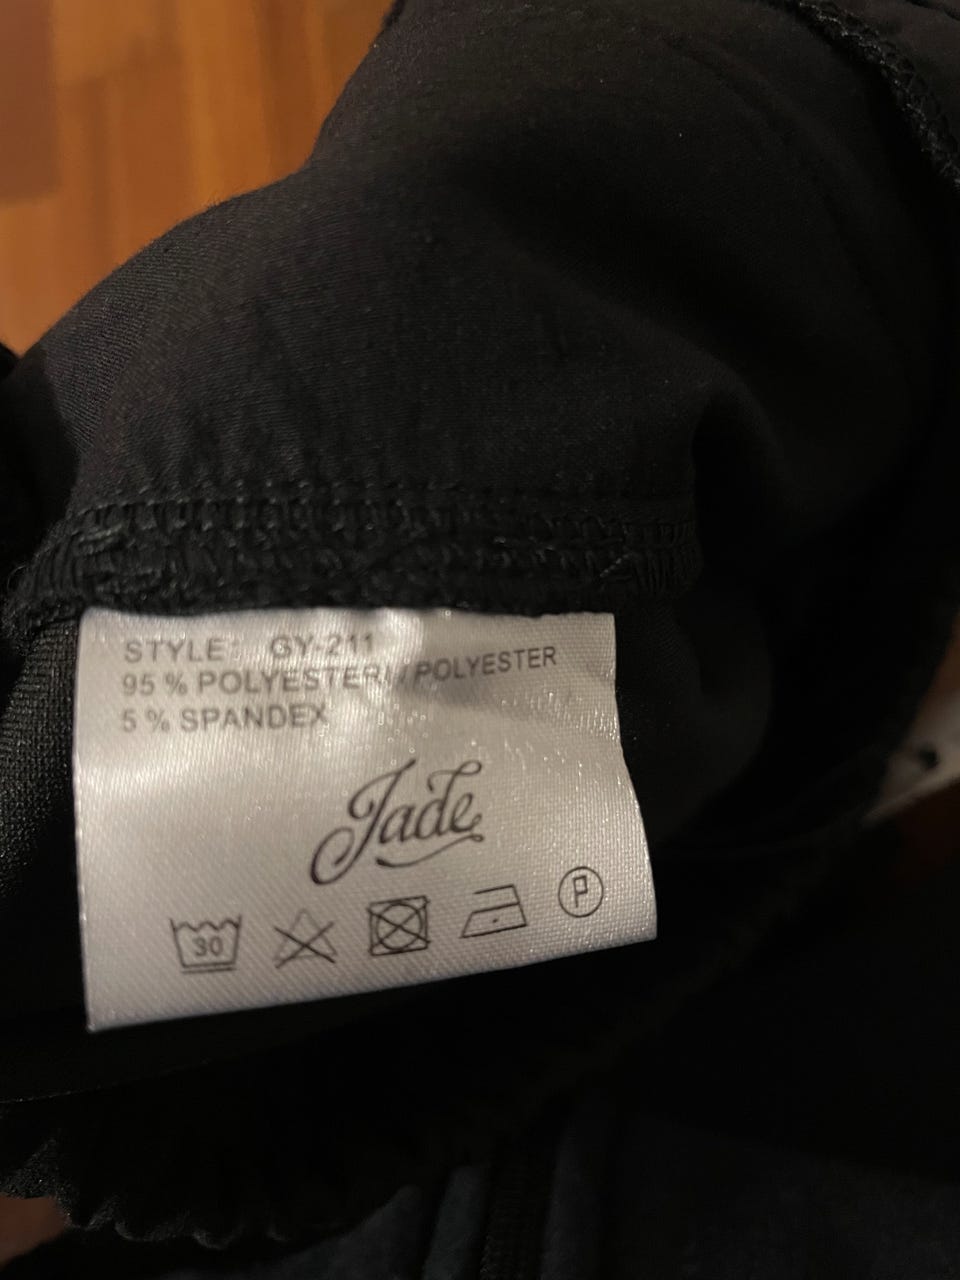 STYLE: GY-211
95 % POLYESTER / POLYESTER
5 % SPANDEX
Jade
30
P